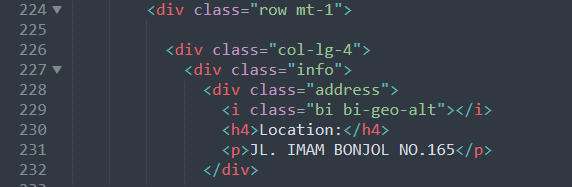 224 <div class="row mt-1">
225
226 <div class="col-lg-4">
227 <div class="info">
228 <div class="address">
229 <i class="bi bi-geo-alt"></i>
230 <h4>Location:</h4>
231 <p>JL. IMAM BONJOL NO.165</p>
232 </div>